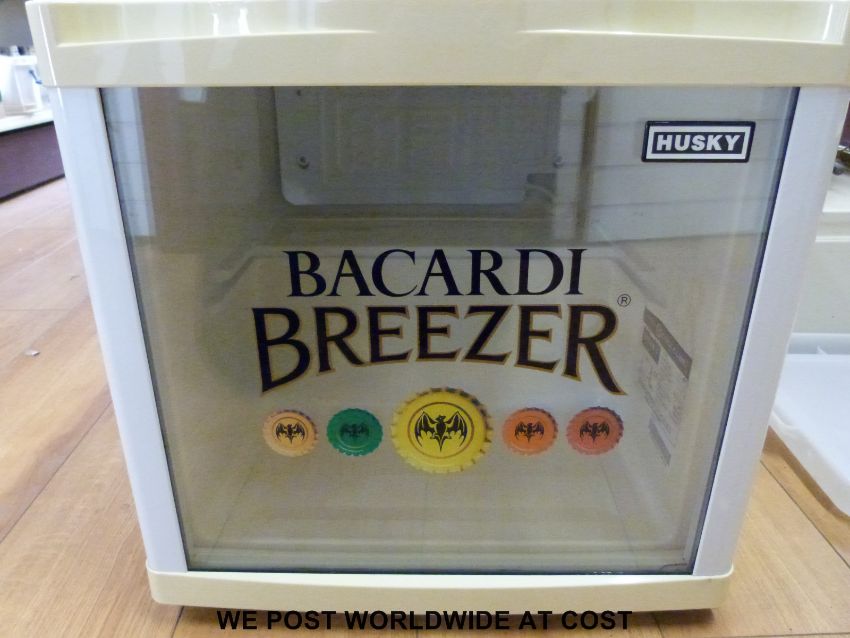 HUSKY
BACARDI
BREEZER®
WE POST WORLDWIDE AT COST